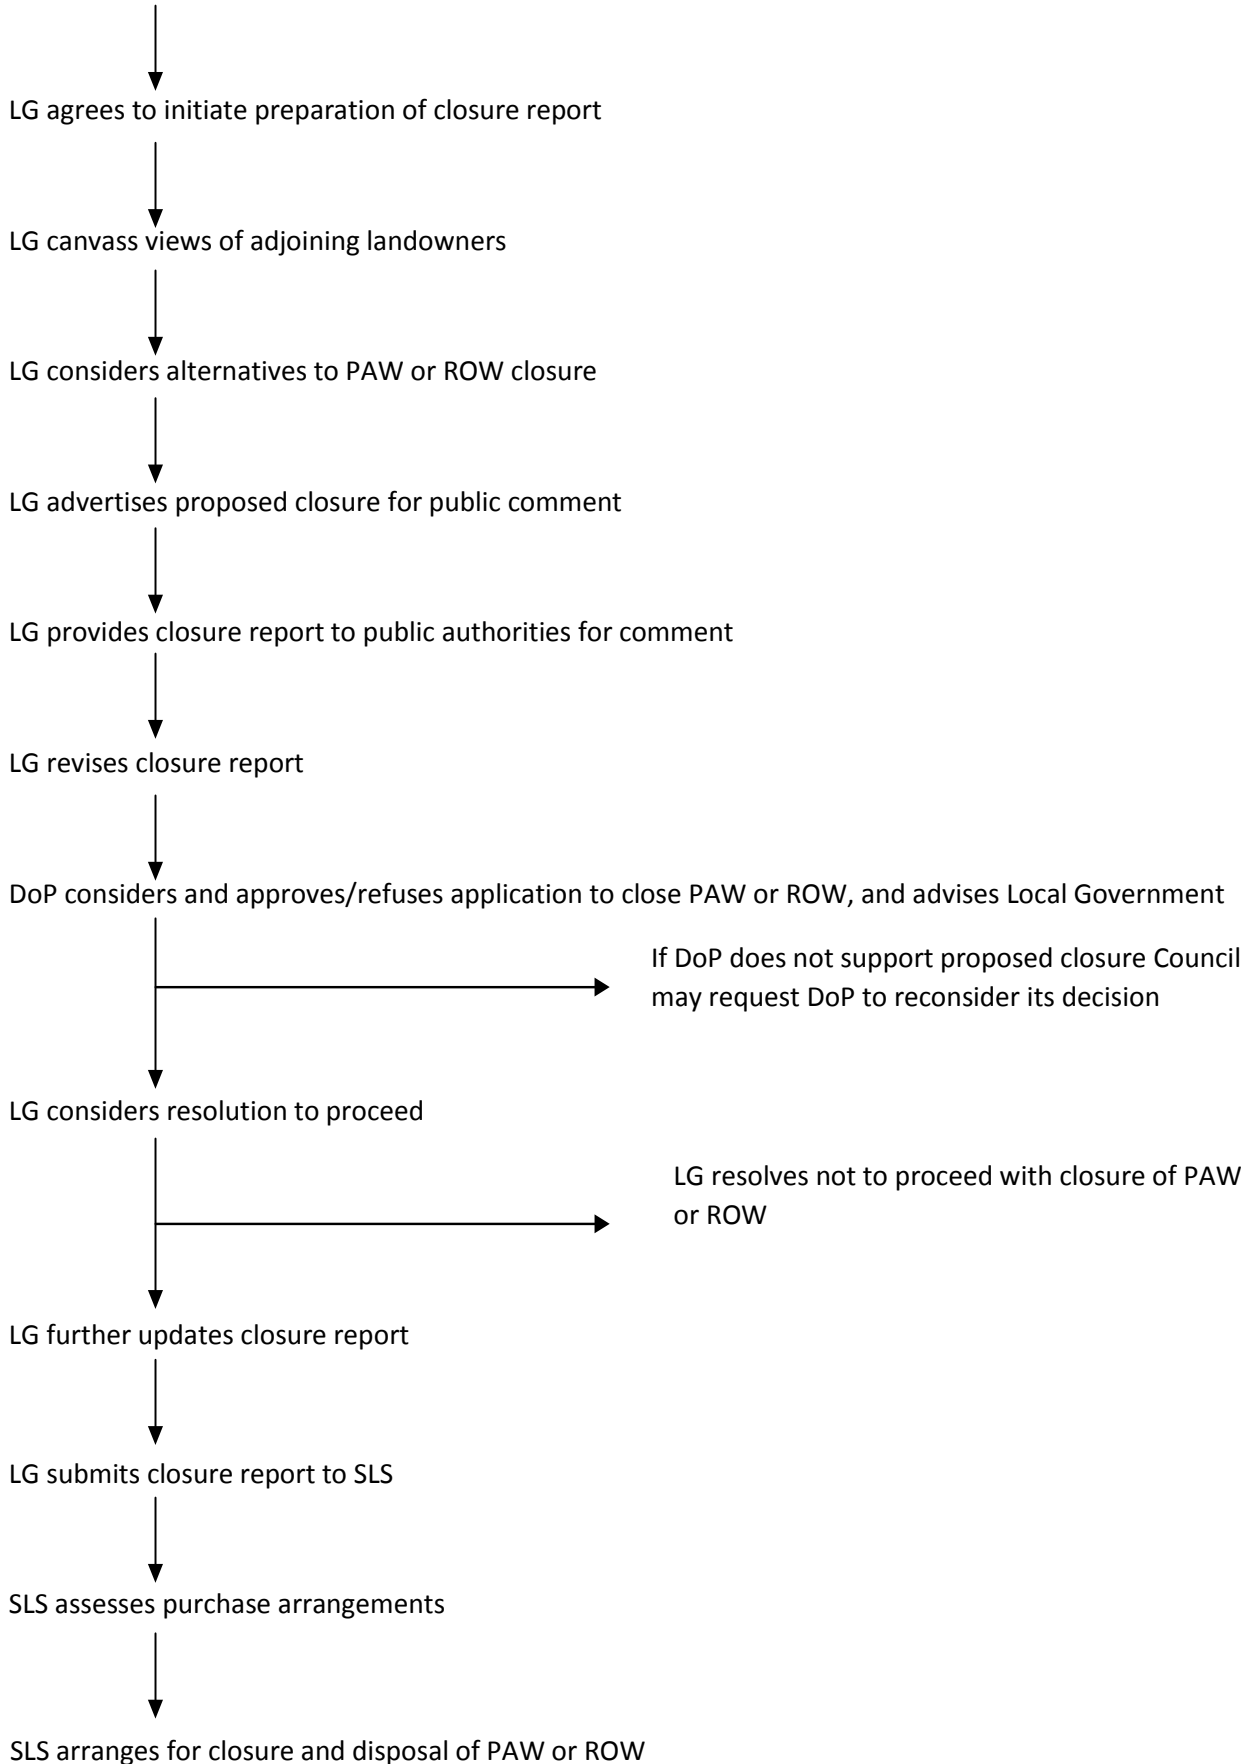 LG agrees to initiate preparation of closure report
LG canvass views of adjoining landowners
LG considers alternatives to PAW or ROW closure
LG advertises proposed closure for public comment
LG provides closure report to public authorities for comment
LG revises closure report
DoP considers and approves/refuses application to close PAW or ROW, and advises Local Government
If DoP does not support proposed closure Council
may request DoP to reconsider its decision
LG considers resolution to proceed
LG resolves not to proceed with closure of PAW
or ROW
LG further updates closure report
LG submits closure report to SLS
SLS assesses purchase arrangements
SLS arranges for closure and disposal of PAW or ROW